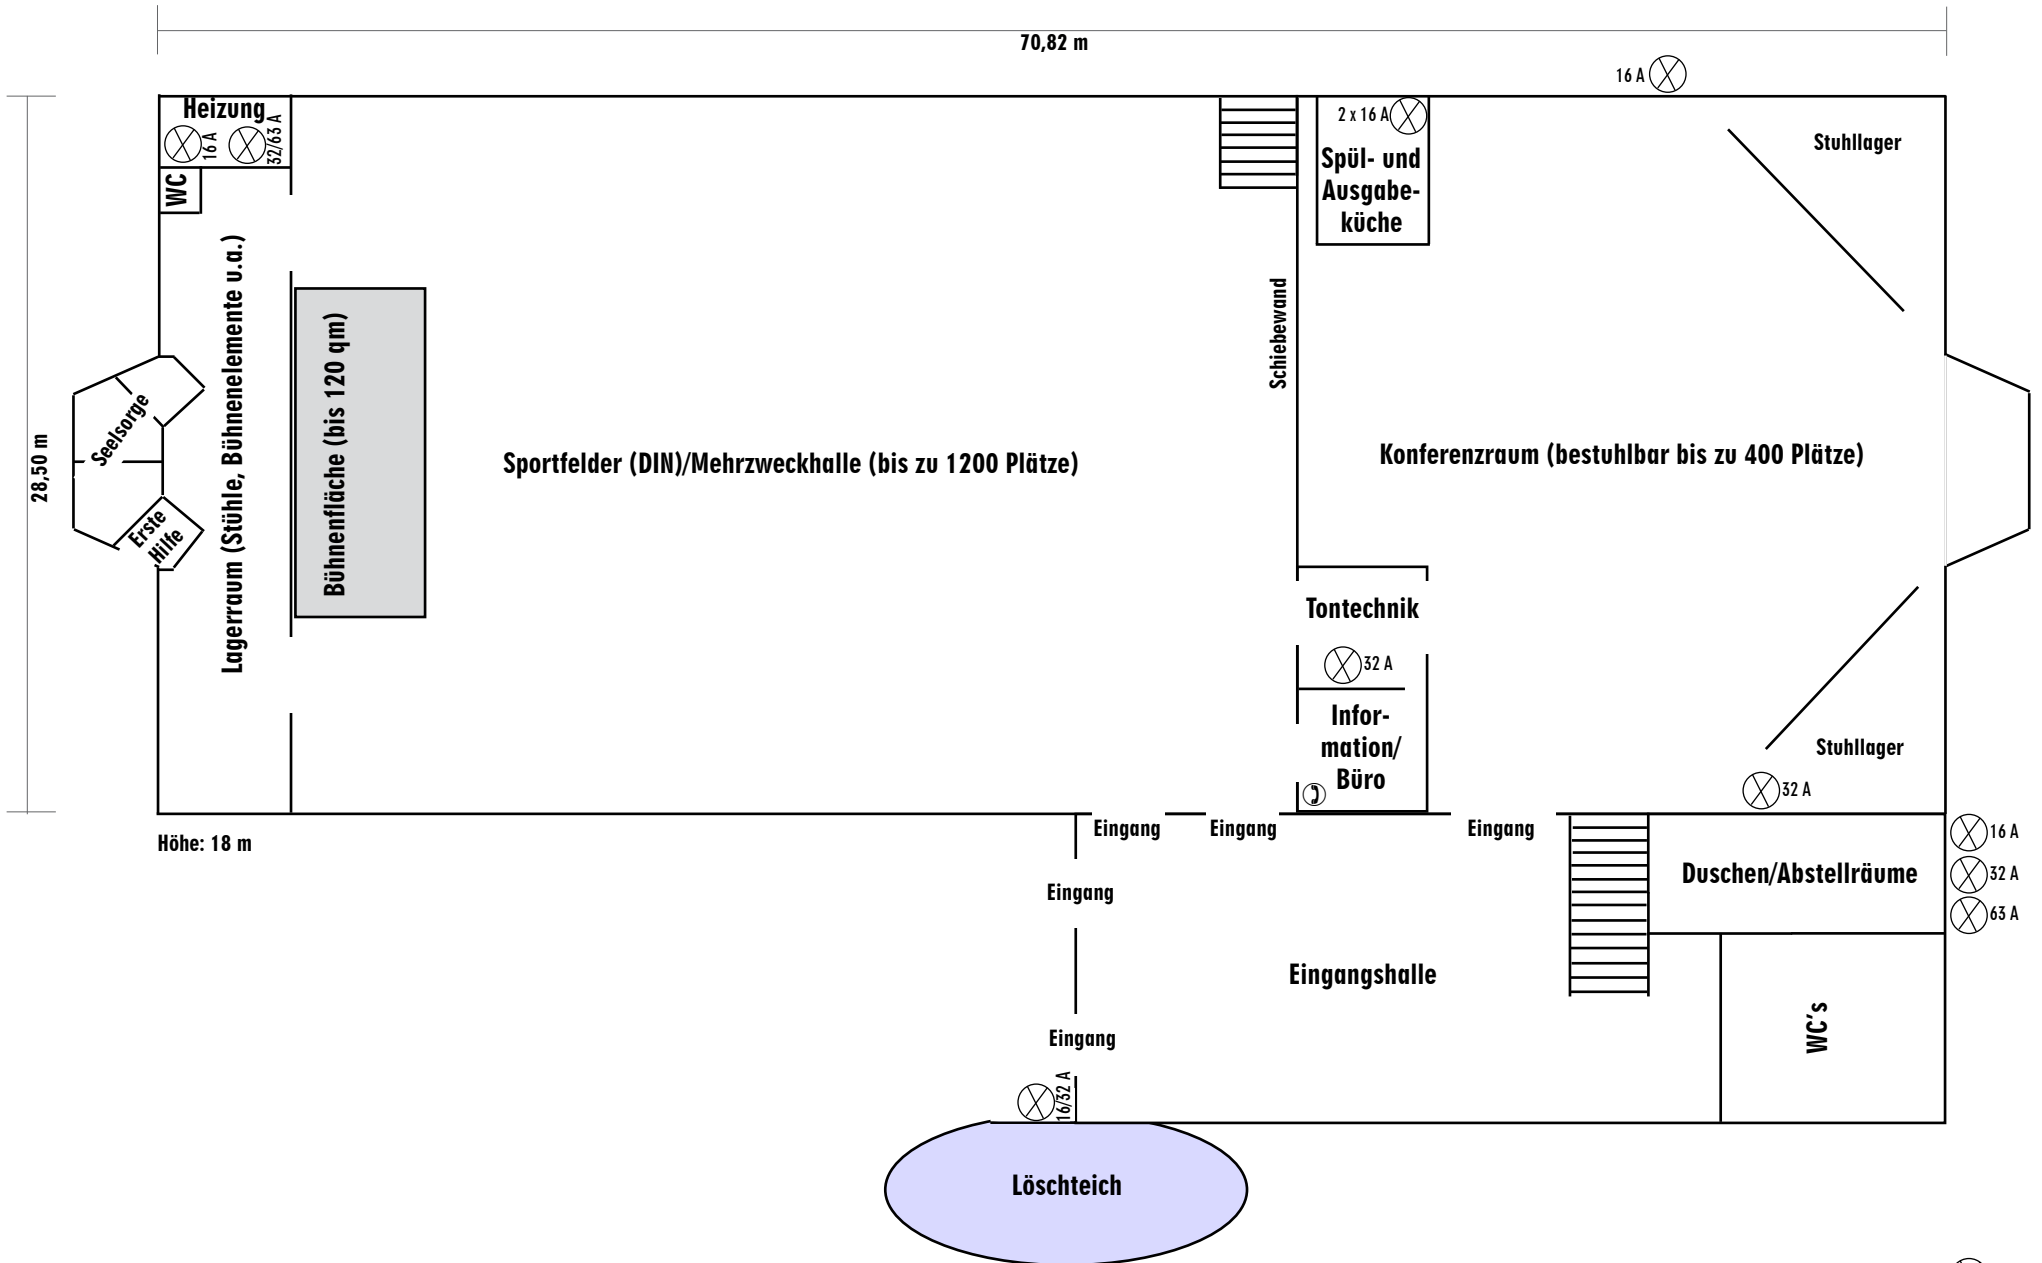 70,82 m
16 A
Heizung
16 A
32/63 A
2 x 16 A
Stuhllager
WC
Spül- und
Ausgabe-
küche
Lagerraum (Stühle, Bühnenelemente u.a.)
Bühnenfläche (bis 120 qm)
Schiebewand
Seelsorge
28,50 m
Sportfelder (DIN)/Mehrzweckhalle (bis zu 1200 Plätze)
Konferenzraum (bestuhlbar bis zu 400 Plätze)
Erste
Hilfe
Tontechnik
32 A
Infor-
mation/
Büro
Stuhllager
32 A
Höhe: 18 m
Eingang
Eingang
Eingang
16 A
32 A
63 A
Duschen/Abstellräume
Eingang
Eingangshalle
WC's
Eingang
16/32 A
Löschteich